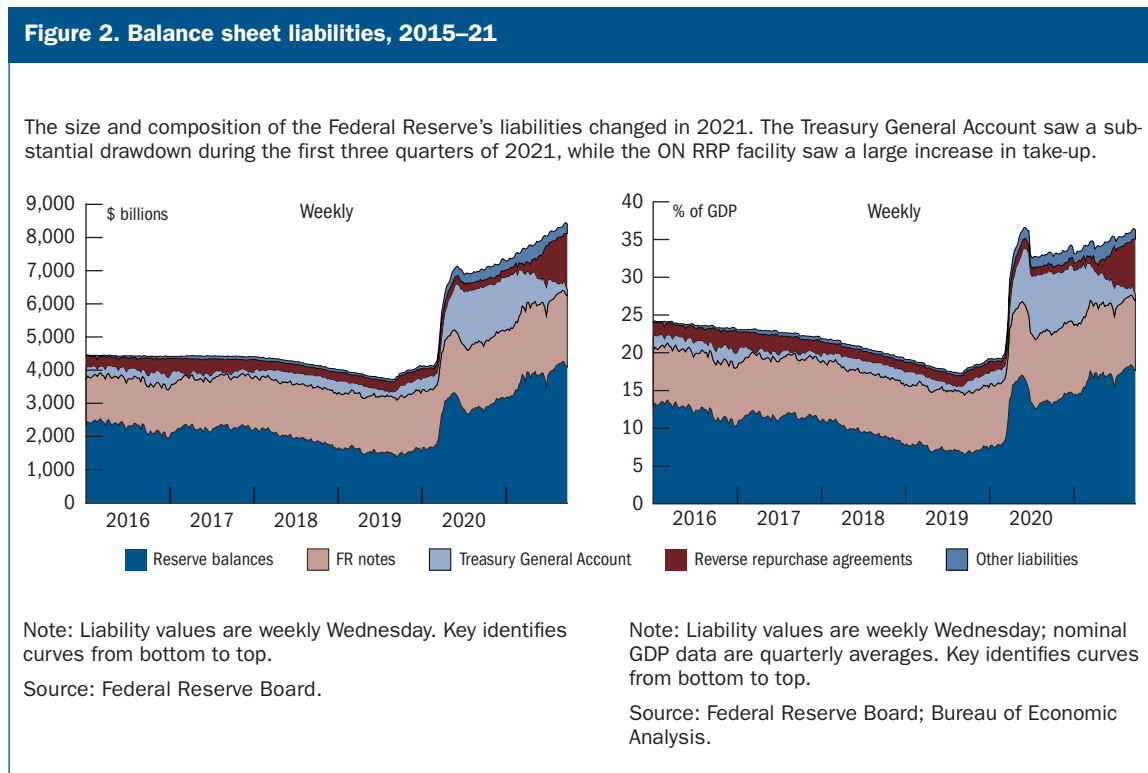 Figure 2. Balance sheet liabilities, 2015–21
The size and composition of the Federal Reserve’s liabilities changed in 2021. The Treasury General Account saw a sub-
stantial drawdown during the first three quarters of 2021, while the ON RRP facility saw a large increase in take-up.
9,000
8,000
7,000
6,000
5,000
4,000
3,000
2,000
1,000
0
$ billions
Weekly
2016 2017 2018 2019 2020
40
35
30
25
20
15
10
5
0
% of GDP
Weekly
2016 2017 2018 2019 2020
Reserve balances FR notes Treasury General Account Reverse repurchase agreements Other liabilities
Note: Liability values are weekly Wednesday. Key identifies
curves from bottom to top.
Source: Federal Reserve Board.
Note: Liability values are weekly Wednesday; nominal
GDP data are quarterly averages. Key identifies curves
from bottom to top.
Source: Federal Reserve Board; Bureau of Economic
Analysis.